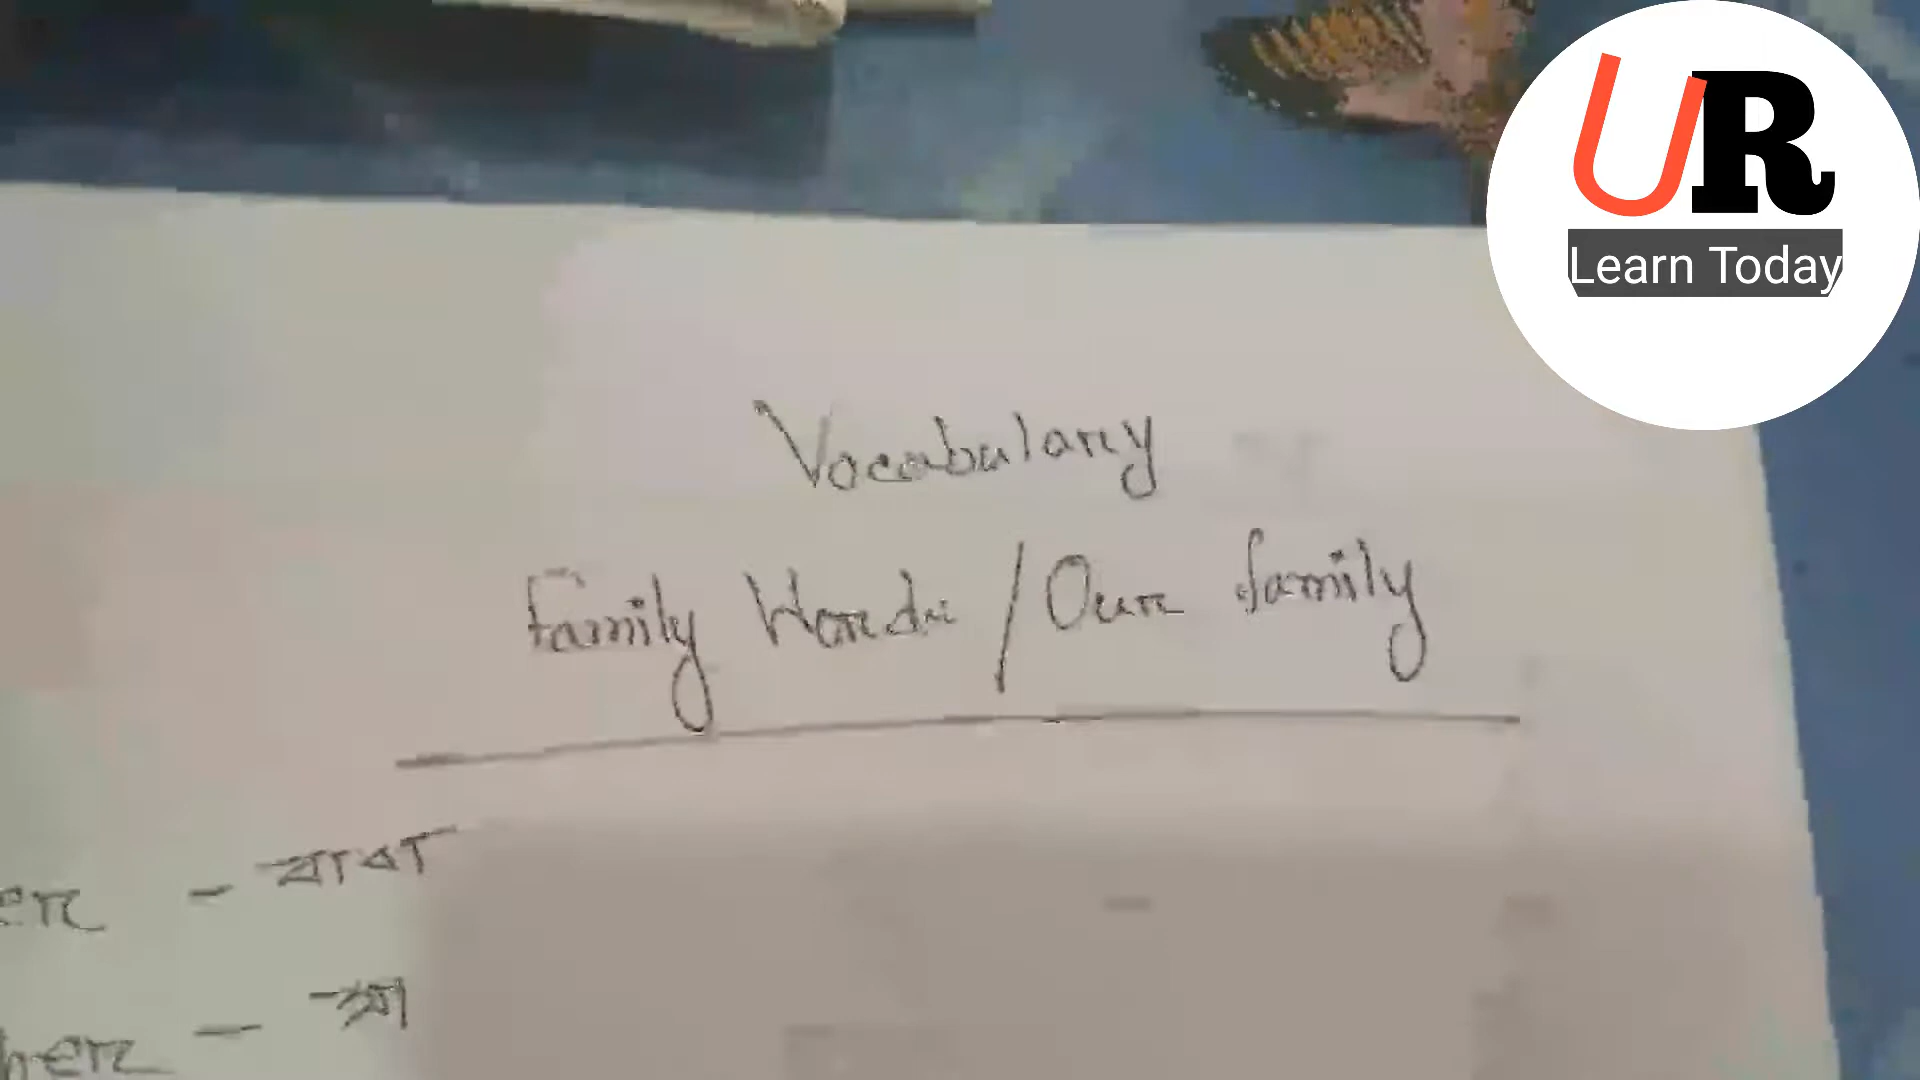 UR
Learn Today
Vocabulary
Family Words / Our family
er - বাবা
her - মা